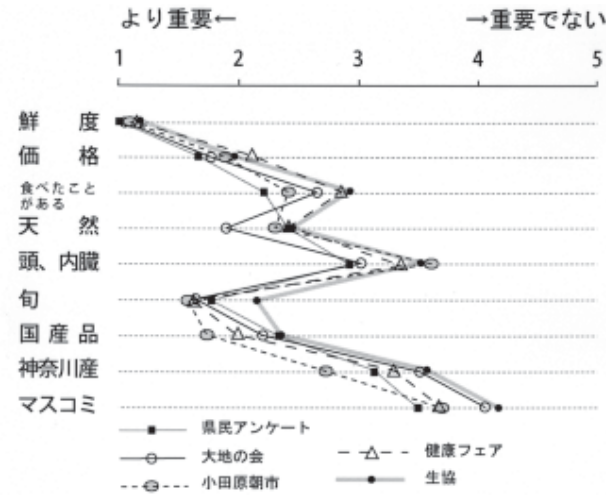 より重要← →重要でない
1 2 3 4 5
鮮度
価格
食べたこと
がある
天然
頭、内臓
旬
国産品
神奈川産
マスコミ
県民アンケート
大地の会
小田原朝市
健康フェア
生協